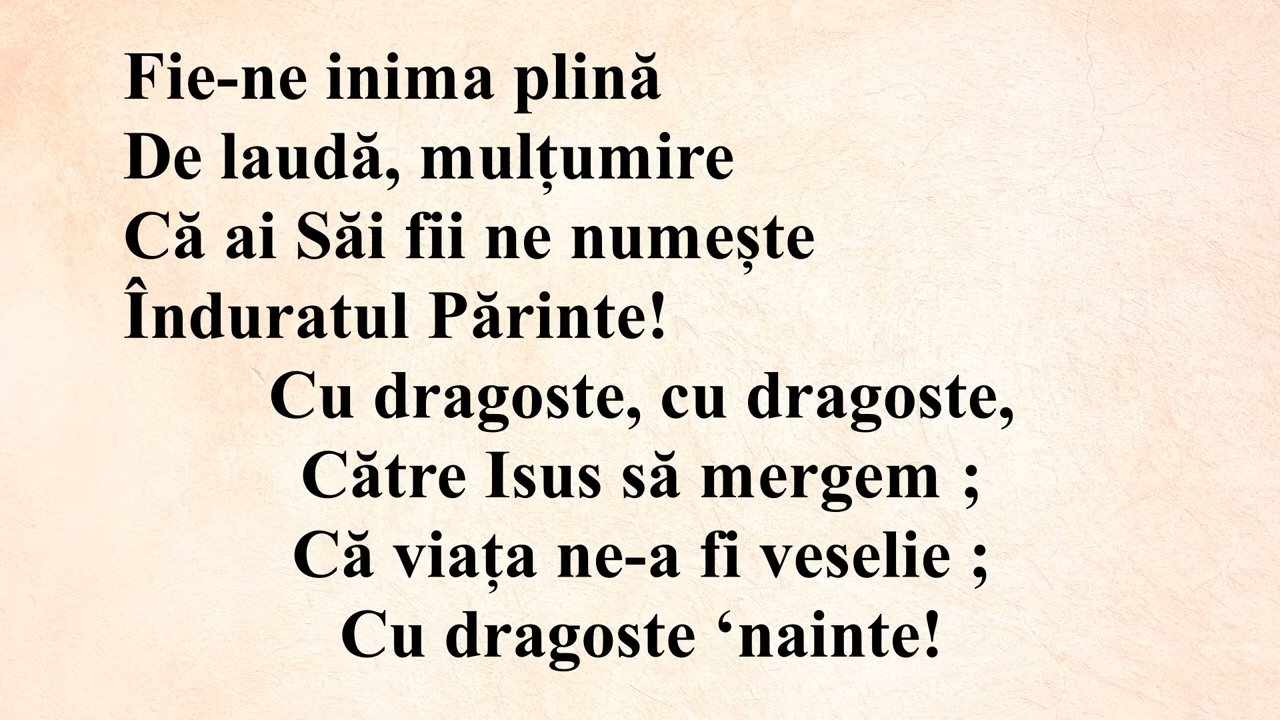 Fie-ne inima plină
De laudă, mulțumire
Că ai Săi fii ne numește
Înduratul Părinte!
Cu dragoste, cu dragoste,
Către Isus să mergem ;
Că viața ne-a fi veselie ;
Cu dragoste ‘nainte!